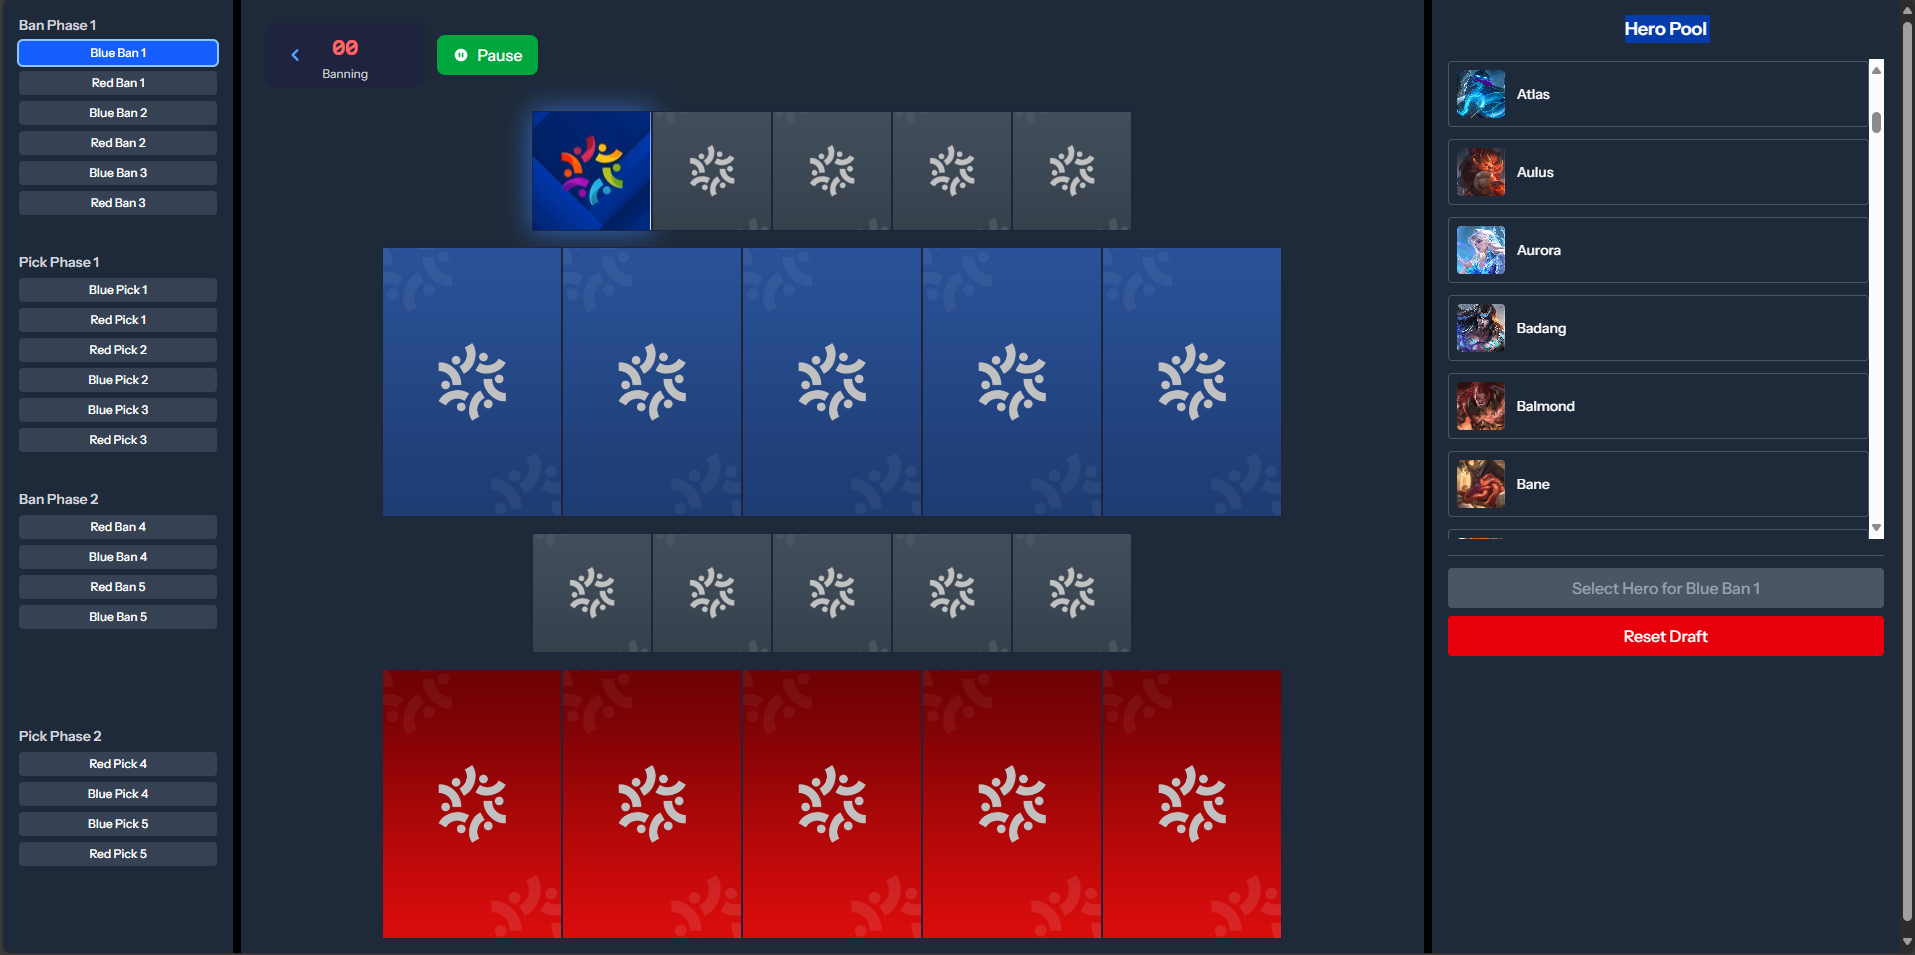 Ban Phase 1
Blue Ban 1
Red Ban 1
Blue Ban 2
Red Ban 2
Blue Ban 3
Red Ban 3
Pick Phase 1
Blue Pick 1
Red Pick 1
Red Pick 2
Blue Pick 2
Blue Pick 3
Red Pick 3
Ban Phase 2
Red Ban 4
Blue Ban 4
Red Ban 5
Blue Ban 5
Pick Phase 2
Red Pick 4
Blue Pick 4
Blue Pick 5
Red Pick 5
00
Banning
Pause
Hero Pool
Atlas
Aulus
Aurora
Badang
Balmond
Bane
Select Hero for Blue Ban 1
Reset Draft